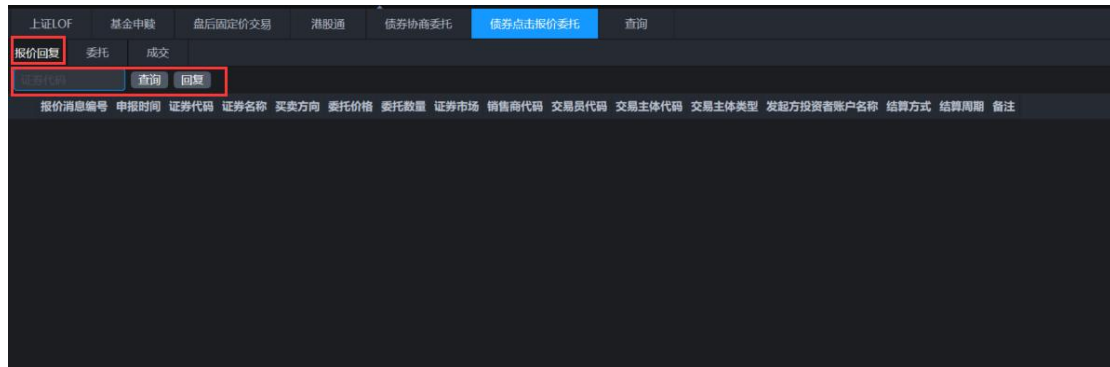 上证LOF 基金申赎 盘后固定价交易 港股通 债券协商委托 债券点击报价委托 查询
报价回复 委托 成交
证券代码 查询 回复
报价消息编号 申报时间 证券代码 证券名称 买卖方向 委托价格 委托数量 证券市场 销售商代码 交易员代码 交易主体代码 交易主体类型 发起方投资者账户名称 结算方式 结算周期 备注